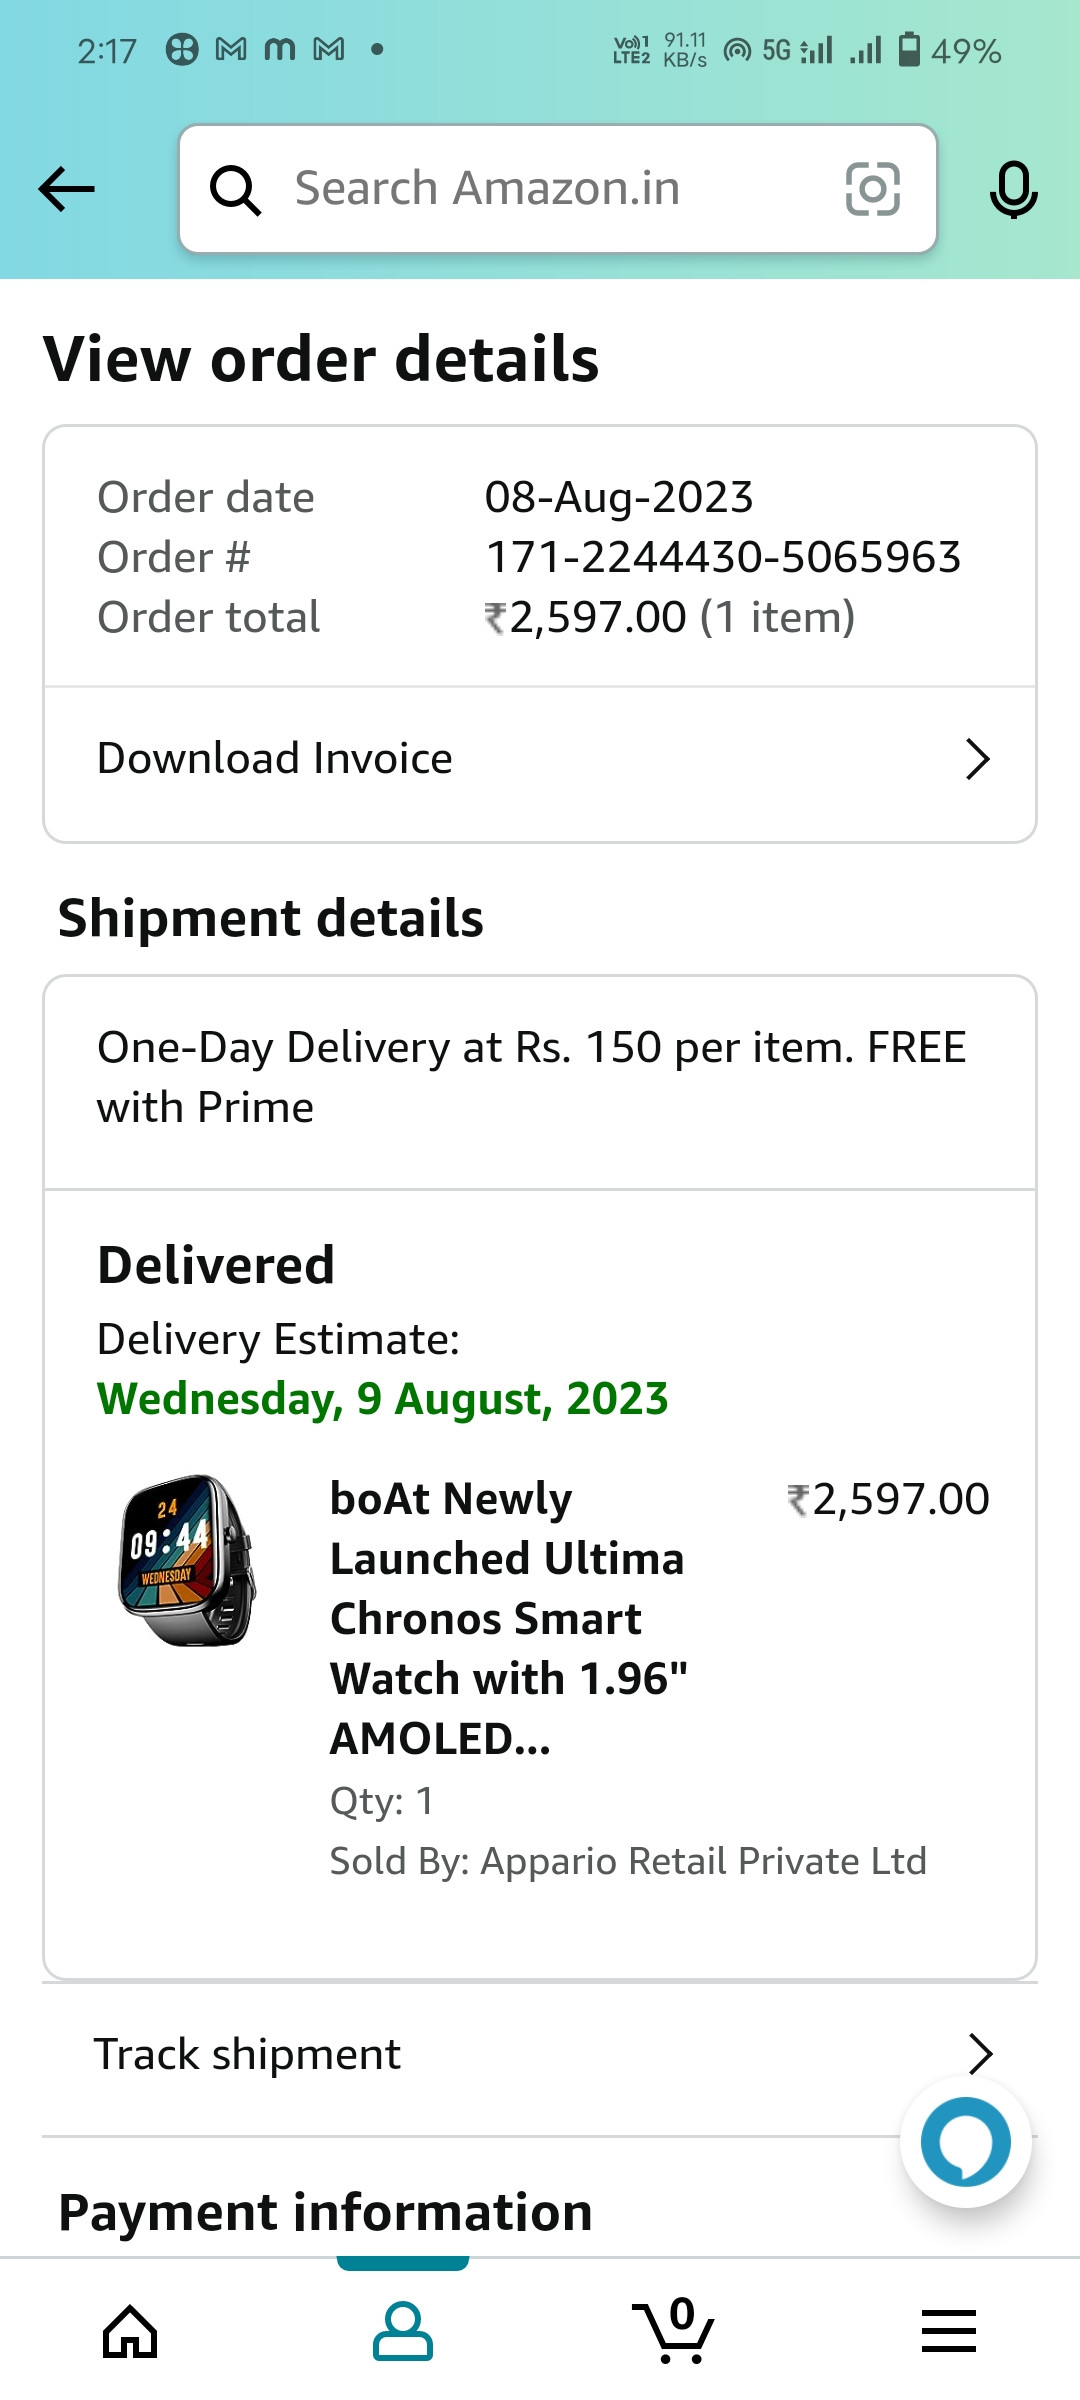 2:17
Vo)) 1
LTE2
91.11
KB/s
5G
49%
Search Amazon.in
View order details
Order date 08-Aug-2023
Order # 171-2244430-5065963
Order total ₹2,597.00 (1 item)
Download Invoice
Shipment details
One-Day Delivery at Rs. 150 per item. FREE
with Prime
Delivered
Delivery Estimate:
Wednesday, 9 August, 2023
24
09:44
WEDNESDAY
boAt Newly ₹2,597.00
Launched Ultima
Chronos Smart
Watch with 1.96"
AMOLED...
Qty: 1
Sold By: Appario Retail Private Ltd
Track shipment
Payment information
0